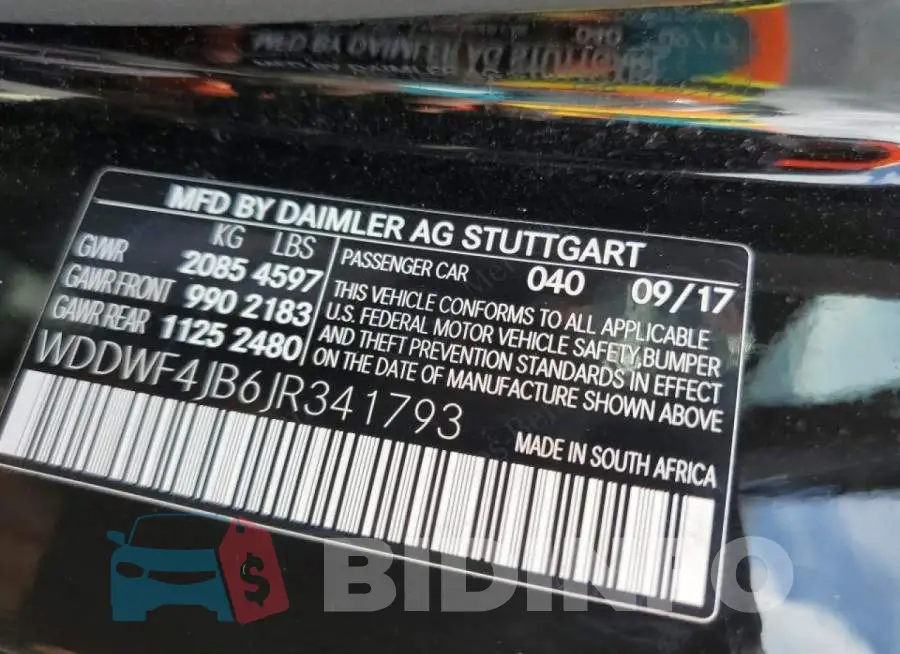 MFD BY DAIMLER AG STUTTGART
KG LBS
GVWR 2085 4597
GAWR FRONT 990 2183
GAWR REAR 1125 2480
PASSENGER CAR 040 09/17
THIS VEHICLE CONFORMS TO ALL APPLICABLE
U.S. FEDERAL MOTOR VEHICLE SAFETY,BUMPER
AND THEFT PREVENTION STANDARDS IN EFFECT
ON THE DATE OF MANUFACTURE SHOWN ABOVE
WDDWF4JB6JR341793
MADE IN SOUTH AFRICA
$ BIDINFO